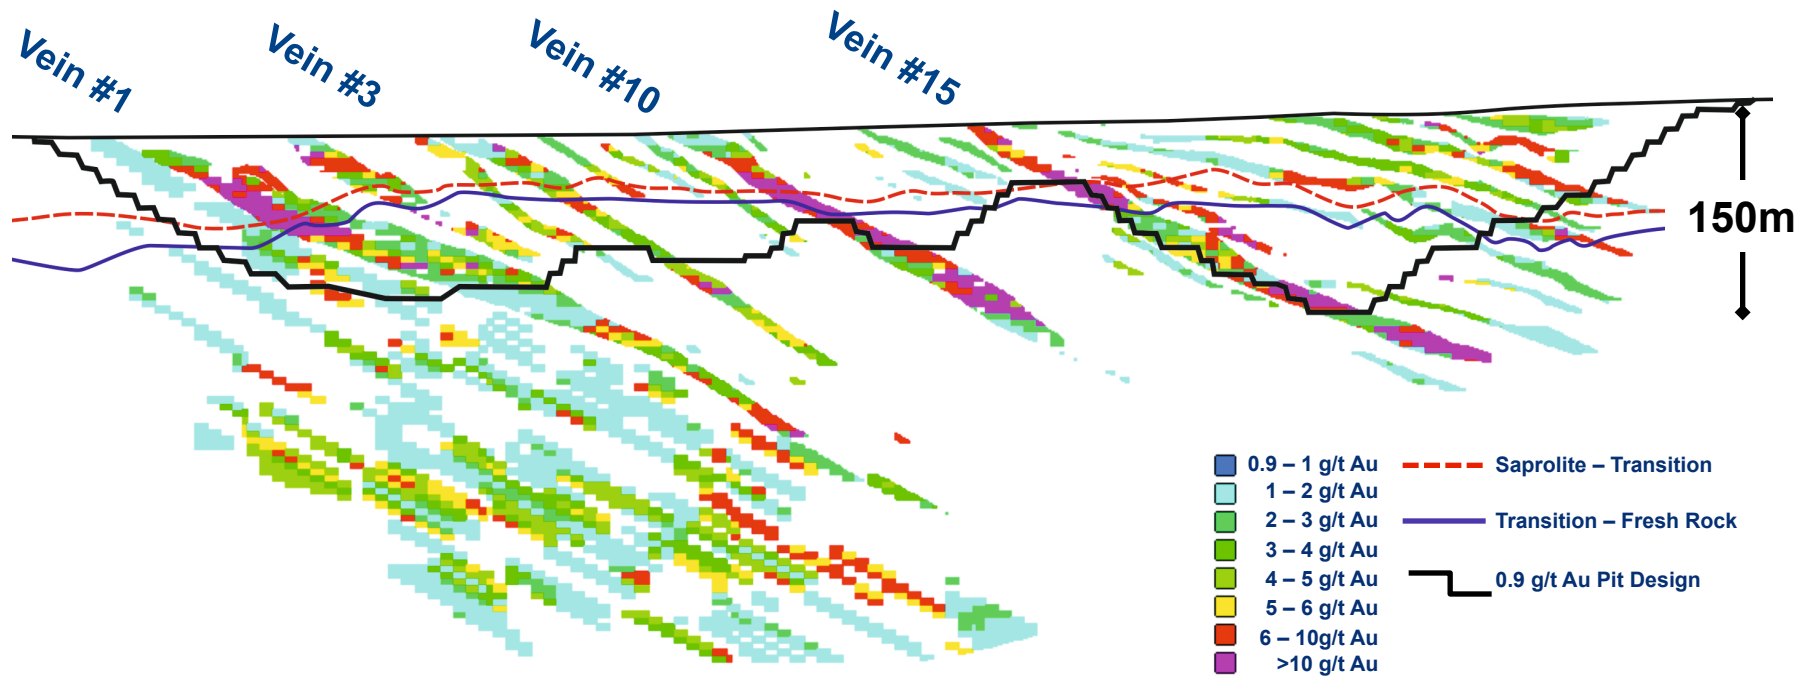 Vein #1
Vein #3
Vein #10
Vein #15
150m
0.9 – 1 g/t Au
1 – 2 g/t Au
2 – 3 g/t Au
3 – 4 g/t Au
4 – 5 g/t Au
5 – 6 g/t Au
6 – 10g/t Au
>10 g/t Au
Saprolite – Transition
Transition – Fresh Rock
0.9 g/t Au Pit Design